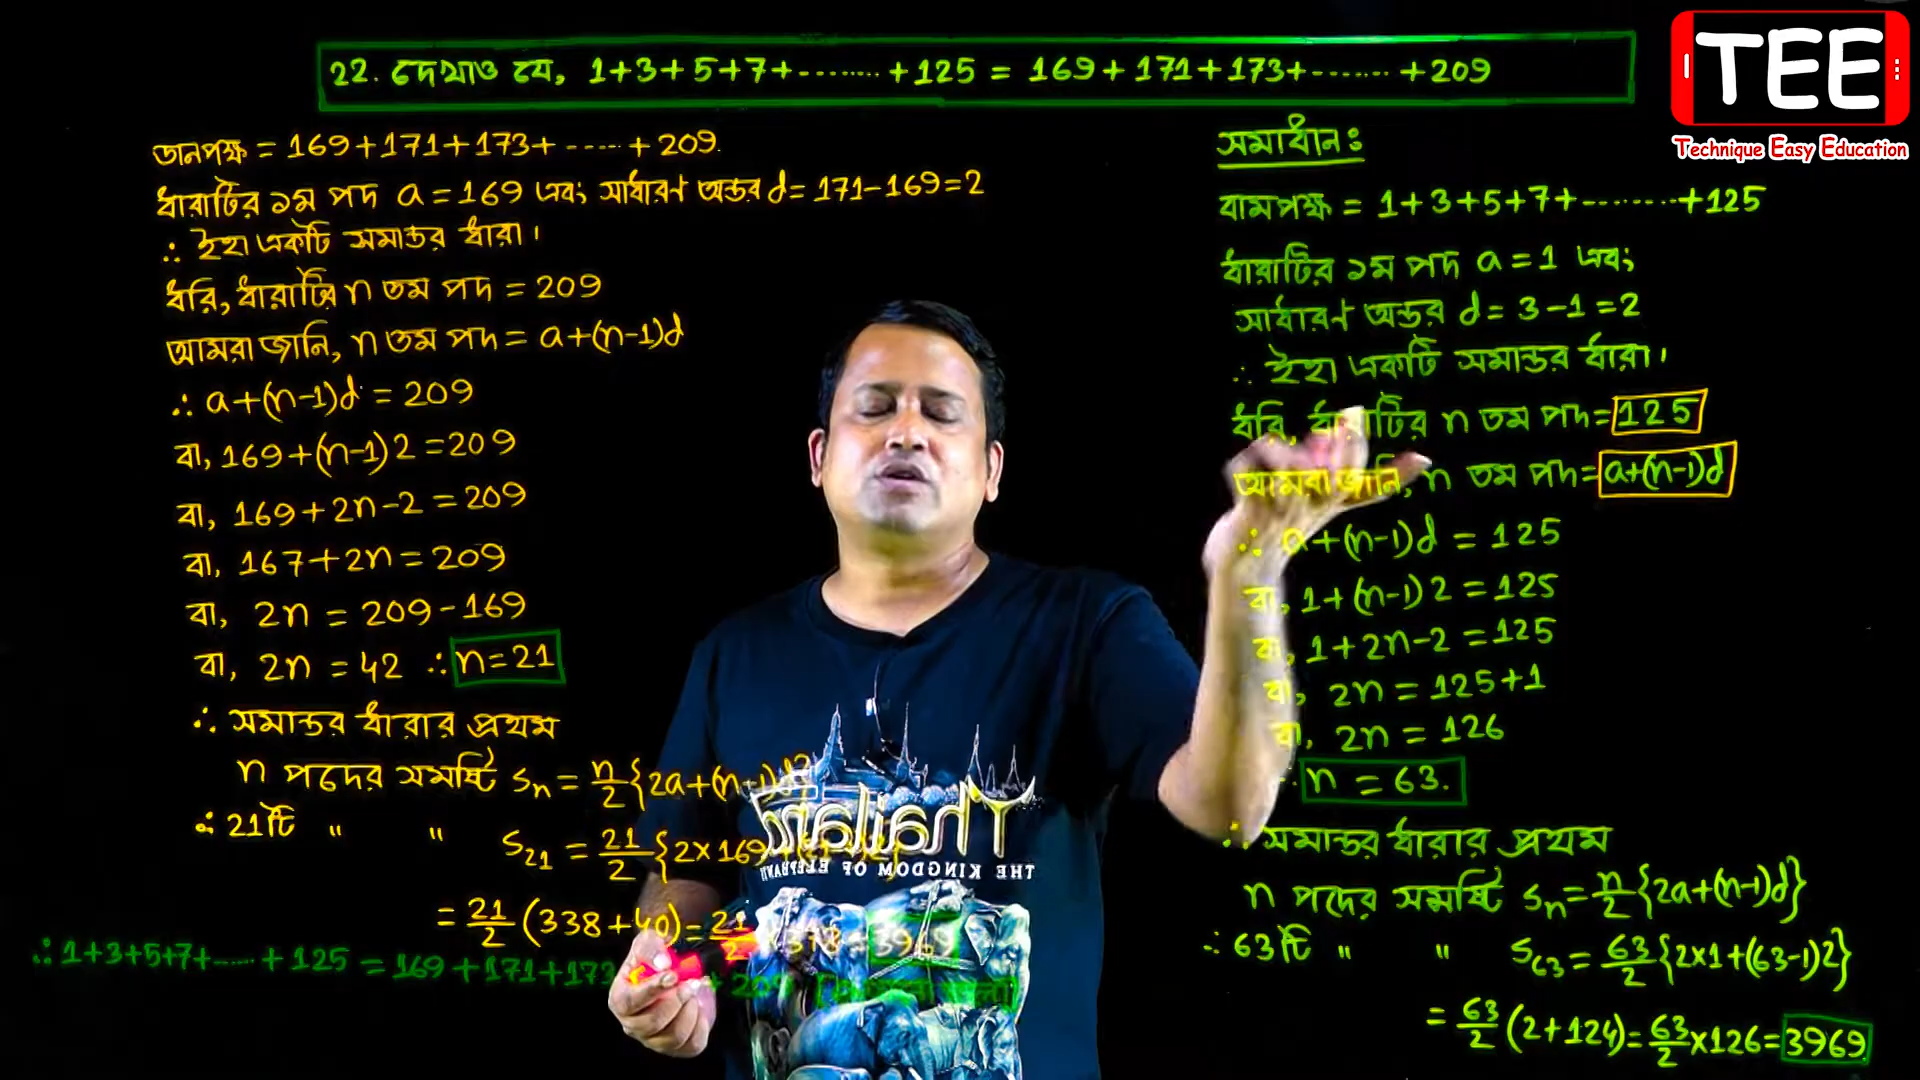 22. দেখাও যে, 1+3+5+7+········+125 = 169+171+173+·······+209
TEE
Technique Easy Education
সমাধান :
বামপক্ষ = 1+3+5+7+········+125
ধারাটির ১ম পদ a = 1 এবং
সাধারণ অন্তর d = 3-1 = 2
∴ ইহা একটি সমান্তর ধারা।
ধরি, ধারাটির n তম পদ = 125
আমরা জানি, n তম পদ = a+(n-1)d
∴ a+(n-1)d = 125
বা, 1+(n-1)2 = 125
বা, 1+2n-2 = 125
বা, 2n = 125+1
বা, 2n = 126
∴ n = 63.
∴ সমান্তর ধারার প্রথম
n পদের সমষ্টি Sn = n/2{2a+(n-1)d}
∴ 63টি " " S63 = 63/2{2×1+(63-1)2}
= 63/2(2+124) = 63/2×126 = 3969
ডানপক্ষ = 169+171+173+·····+209
ধারাটির ১ম পদ a = 169 এবং সাধারণ অন্তর d = 171-169 = 2
∴ ইহা একটি সমান্তর ধারা।
ধরি, ধারাটির n তম পদ = 209
আমরা জানি, n তম পদ = a+(n-1)d
∴ a+(n-1)d = 209
বা, 169+(n-1)2 = 209
বা, 169+2n-2 = 209
বা, 167+2n = 209
বা, 2n = 209-169
বা, 2n = 42 ∴ n = 21
∴ সমান্তর ধারার প্রথম
n পদের সমষ্টি Sn = n/2{2a+(n-1)d}
∴ 21টি " " S21 = 21/2{2×169
= 21/2(338+40) = 21/2 378 = 3969
∴ 1+3+5+7+·····+125 = 169+171+173 + 209
Thailand
THE KINGDOM OF ELEPHANT